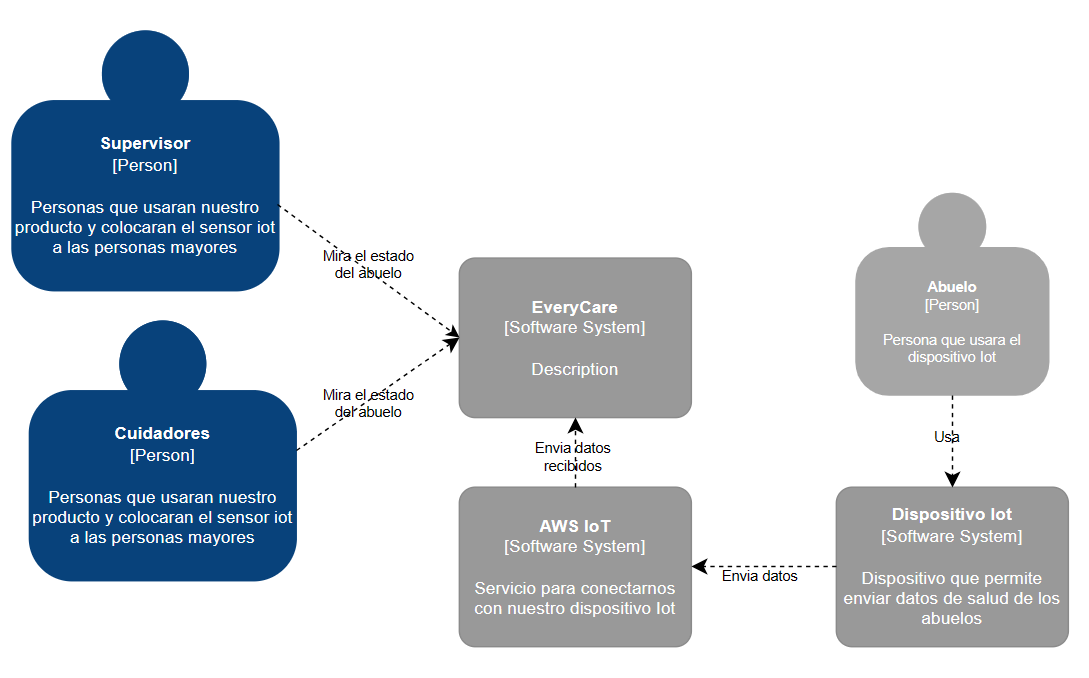 Supervisor
[Person]
Personas que usaran nuestro
producto y colocaran el sensor iot
a las personas mayores
Mira el estado
del abuelo
Cuidadores
[Person]
Personas que usaran nuestro
producto y colocaran el sensor iot
a las personas mayores
Mira el estado
del abuelo
EveryCare
[Software System]
Description
Envia datos
recibidos
AWS IoT
[Software System]
Servicio para conectarnos
con nuestro dispositivo Iot
Abuelo
[Person]
Persona que usara el
dispositivo Iot
Usa
Dispositivo Iot
[Software System]
Dispositivo que permite
enviar datos de salud de los
abuelos
Envia datos